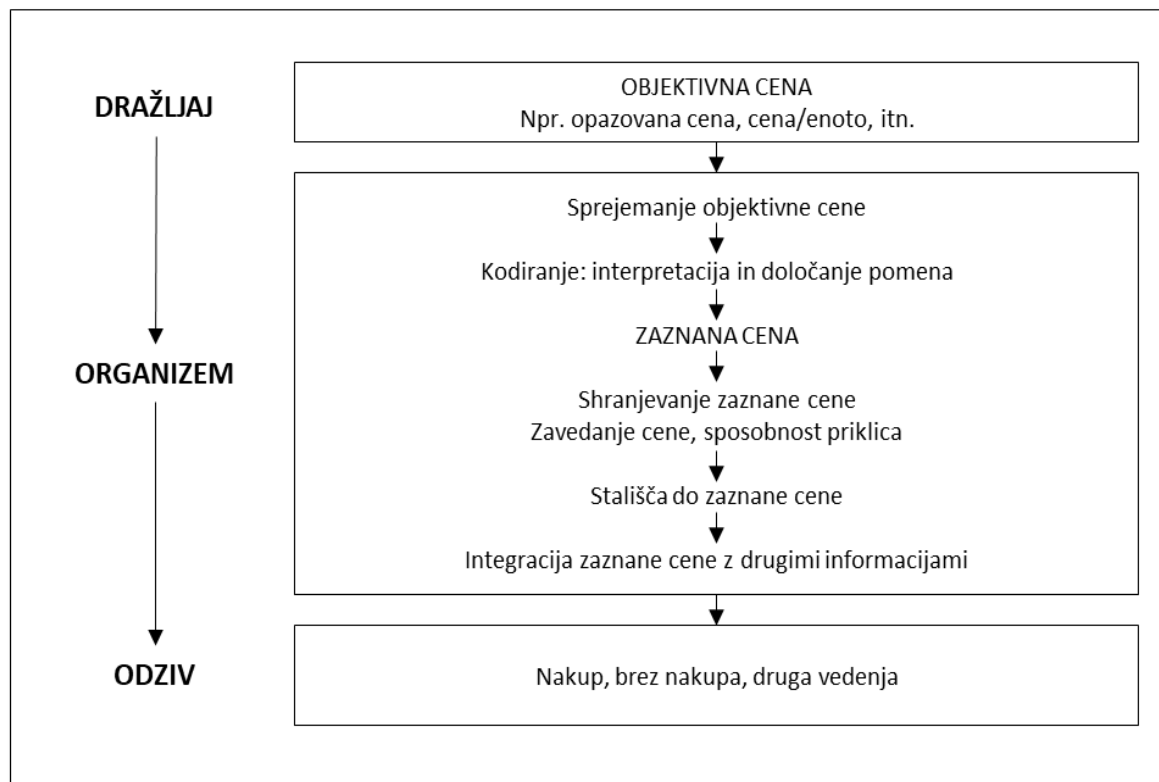 DRAŽLJAJ
OBJEKTIVNA CENA
Npr. opazovana cena, cena/enoto, itn.
ORGANIZEM
Sprejemanje objektivne cene
Kodiranje: interpretacija in določanje pomena
ZAZNANA CENA
Shranjevanje zaznane cene
Zavedanje cene, sposobnost priklica
Stališča do zaznane cene
Integracija zaznane cene z drugimi informacijami
ODZIV
Nakup, brez nakupa, druga vedenja